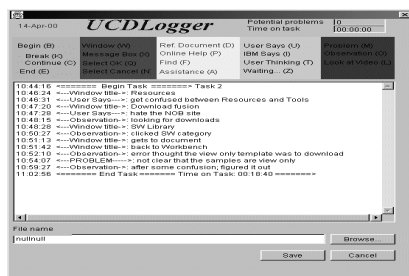 14-Apr-00 UCDLogger Potential problems 0
Time on task 00:00:00
Begin (B) Window (W) Ref. Document (D) User Says (U) Problem (M)
Break (K) Message Box (X) Online Help (P) IBM Says (I) Observation (O)
Continue (C) Select OK (Q) Find (F) User Thinking (T) Look at Video (L)
End (E) Select Cancel (N Assistance (A) Waiting... (Z)
10:44:16 <======= Begin Task =======> Task 2
10:46:24 <---Window title->: Resources
10:46:31 <---User Says--->: get confused between Resources and Tools
10:47:20 <---Window title->: Download fusion
10:47:28 <---User Says--->: hate the NOB site
10:48:15 <---Observation->: looking for downloads
10:48:28 <---Window title->: SW Library
10:50:27 <---Observation->: clicked SW category
10:51:13 <---Window title->: gets to document
10:51:42 <---Window title->: back to Workbench
10:52:10 <---Observation->: error thought the view only template was to download
10:54:07 <---PROBLEM---->: not clear that the samples are view only
10:59:27 <---Observation->: after some confusion; figured it out
11:02:56 <======= End Task ======= Time on Task: 00:18:40 =======>
File name
nullnull Browse...
Save Cancel